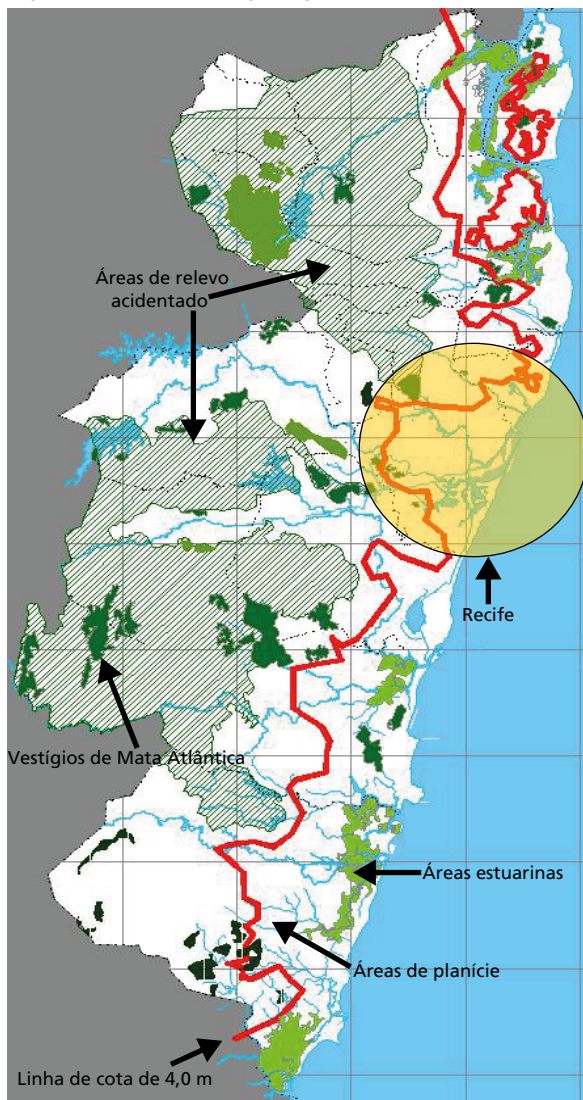 Áreas de relevo
acidentado
Recife
Vestígios de Mata Atlântica
Áreas estuarinas
Áreas de planície
Linha de cota de 4,0 m